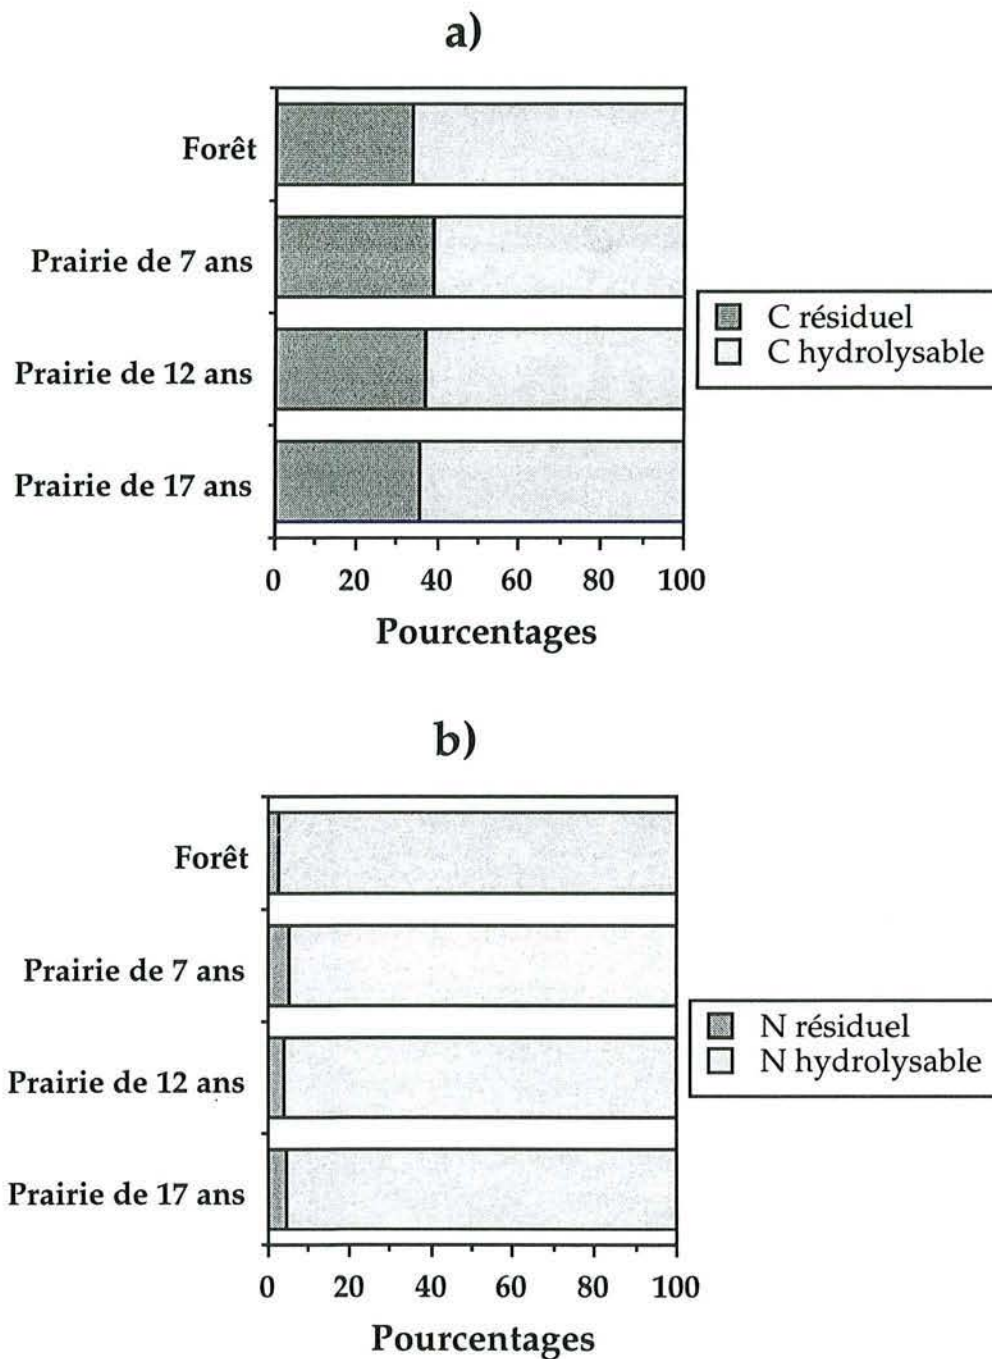 a)
Forêt
Prairie de 7 ans
Prairie de 12 ans
Prairie de 17 ans
C résiduel
C hydrolysable
0 20 40 60 80 100
Pourcentages
b)
Forêt
Prairie de 7 ans
Prairie de 12 ans
Prairie de 17 ans
N résiduel
N hydrolysable
0 20 40 60 80 100
Pourcentages